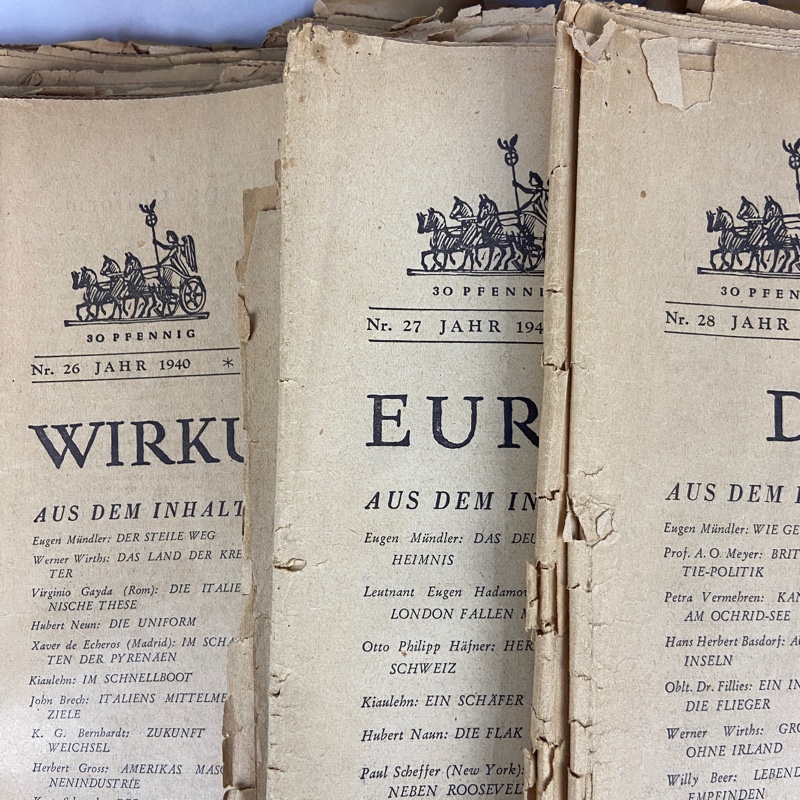 30 PFENNIG
Nr. 26 JAHR 1940 *
WIRKU
AUS DEM INHALT
Eugen Mündler: DER STEILE WEG
Werner Wirths: DAS LAND DER KRE
TER
Virginio Gayda (Rom): DIE ITALIE
NISCHE THESE
Hubert Neun: DIE UNIFORM
Xaver de Echeros (Madrid): IM SCHA
TEN DER PYRENÄEN
Kiaulehn: IM SCHNELLBOOT
John Brech: ITALIENS MITTELME
ZIELE
K. G. Bernhardt: ZUKUNFT
WEICHSEL
Herbert Gross: AMERIKAS MASC
NENINDUSTRIE
30 PFENNI
Nr. 27 JAHR 194
EUR
AUS DEM IN
Eugen Mündler: DAS DEU
HEIMNIS
Leutnant Eugen Hadamov
LONDON FALLEN
Otto Philipp Häfner: HER
SCHWEIZ
Kiaulehn: EIN SCHÄFER
Hubert Naun: DIE FLAK
Paul Scheffer (New York):
NEBEN ROOSEVELT
30 PFEN
Nr. 28 JAHR
D
AUS DEM
Eugen Mündler: WIE GE
Prof. A. O. Meyer: BRIT
TIE-POLITIK
Petra Vermehren: KAN
AM OCHRID-SEE
Hans Herbert Basdorf: A
INSELN
Oblt. Dr. Fillies: EIN IN
DIE FLIEGER
Werner Wirths: GRO
OHNE IRLAND
Willy Beer: LEBEND
EMPFINDEN